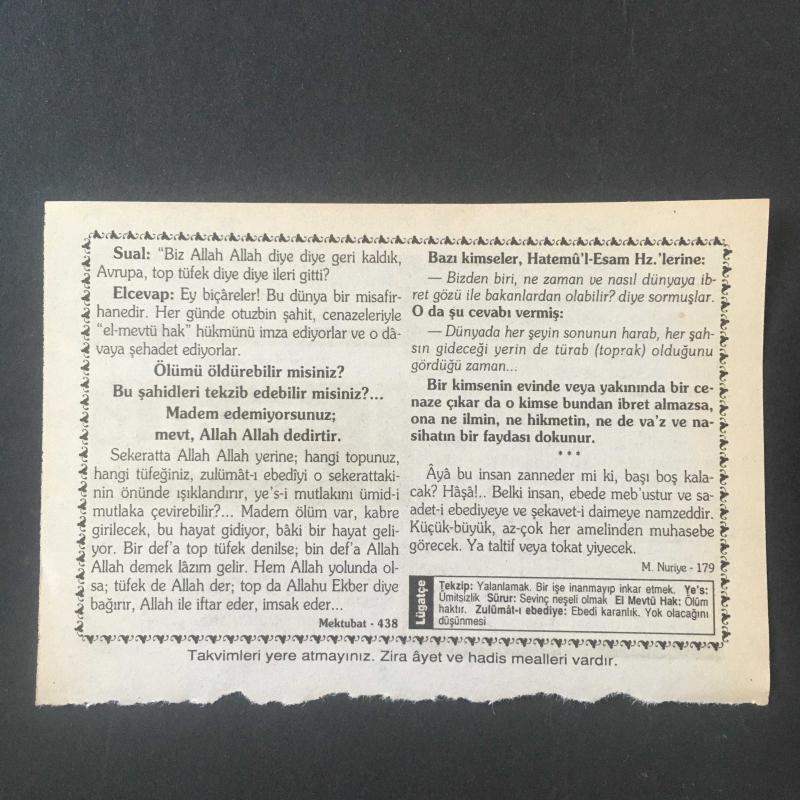 Sual: "Biz Allah Allah diye diye geri kaldık,
Avrupa, top tüfek diye diye ileri gitti?
Elcevap: Ey biçâreler! Bu dünya bir misafir-
hanedir. Her günde otuzbin şahit, cenazeleriyle
"el-mevtü hak" hükmünü imza ediyorlar ve o dâ-
vaya şehadet ediyorlar.
Ölümü öldürebilir misiniz?
Bu şahidleri tekzib edebilir misiniz?...
Madem edemiyorsunuz;
mevt, Allah Allah dedirtir.
Sekeratta Allah Allah yerine; hangi topunuz,
hangi tüfeğiniz, zulümât-ı ebedîyi o sekerattaki-
nin önünde ışıklandırır, ye's-i mutlakını ümid-i
mutlaka çevirebilir?... Madem ölüm var, kabre
girilecek, bu hayat gidiyor, bâki bir hayat geli-
yor. Bir def'a top tüfek denilse; bin def'a Allah
Allah demek lâzım gelir. Hem Allah yolunda ol-
sa; tüfek de Allah der; top da Allahu Ekber diye
bağırır, Allah ile iftar eder, imsak eder...
Mektubat - 438
Bazı kimseler, Hatemû'l-Esam Hz.'lerine:
— Bizden biri, ne zaman ve nasıl dünyaya ib-
ret gözü ile bakanlardan olabilir? diye sormuşlar.
O da şu cevabı vermiş:
— Dünyada her şeyin sonunun harab, her şah-
sın gideceği yerin de türab (toprak) olduğunu
gördüğü zaman...
Bir kimsenin evinde veya yakınında bir ce-
naze çıkar da o kimse bundan ibret almazsa,
ona ne ilmin, ne hikmetin, ne de va'z ve na-
sihatın bir faydası dokunur.
* * *
Âyâ bu insan zanneder mi ki, başı boş kala-
cak? Hâşâ!.. Belki insan, ebede meb'ustur ve sa-
adet-i ebediyeye ve şekavet-i daimeye namzeddir.
Küçük-büyük, az-çok her amelinden muhasebe
görecek. Ya taltif veya tokat yiyecek.
M. Nuriye - 179
Lügatçe
Tekzip: Yalanlamak. Bir işe inanmayıp inkar etmek. Ye's:
Ümitsizlik Sürur: Sevinç neşeli olmak El Mevtü Hak: Ölüm
haktır. Zulümât-ı ebediye: Ebedi karanlık. Yok olacağını
düşünmesi
Takvimleri yere atmayınız. Zira âyet ve hadis mealleri vardır.